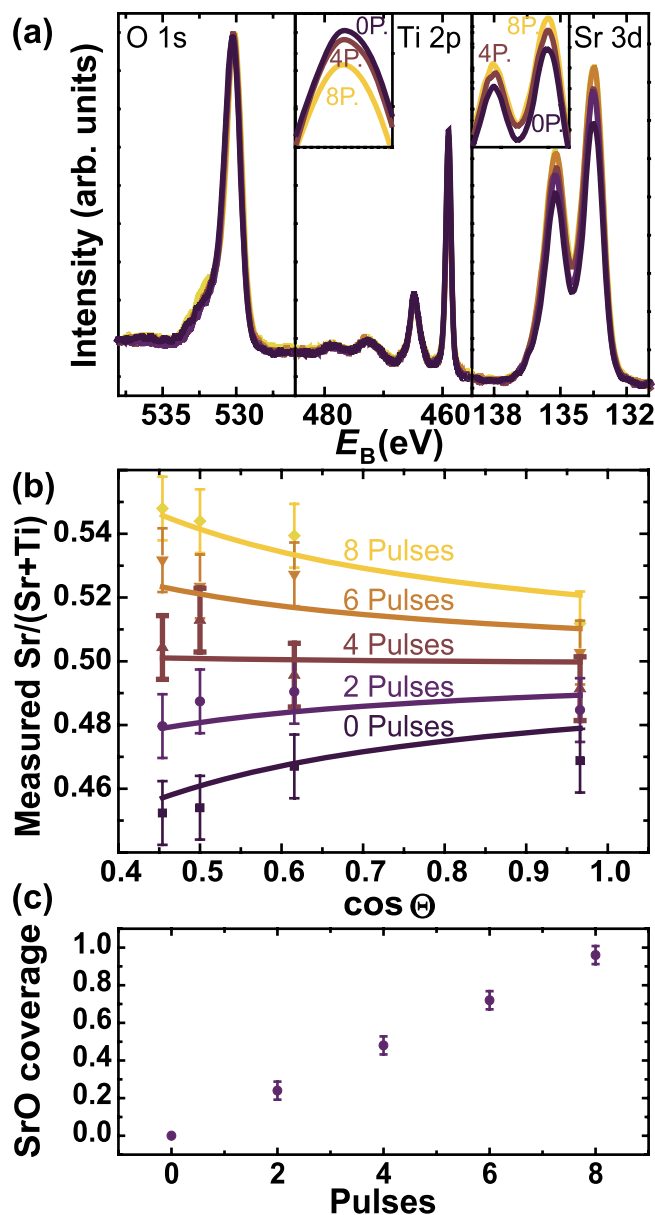 (a)
O 1s
0P.
4P.
8P.
Ti 2p
8P.
4P.
0P.
Sr 3d
Intensity (arb. units)
535 530 480 460 138 135 132
E_B(eV)
(b)
Measured Sr/(Sr+Ti)
0.54
0.52
0.50
0.48
0.46
8 Pulses
6 Pulses
4 Pulses
2 Pulses
0 Pulses
0.4 0.5 0.6 0.7 0.8 0.9 1.0
cos Θ
(c)
SrO coverage
1.0
0.8
0.6
0.4
0.2
0.0
0 2 4 6 8
Pulses